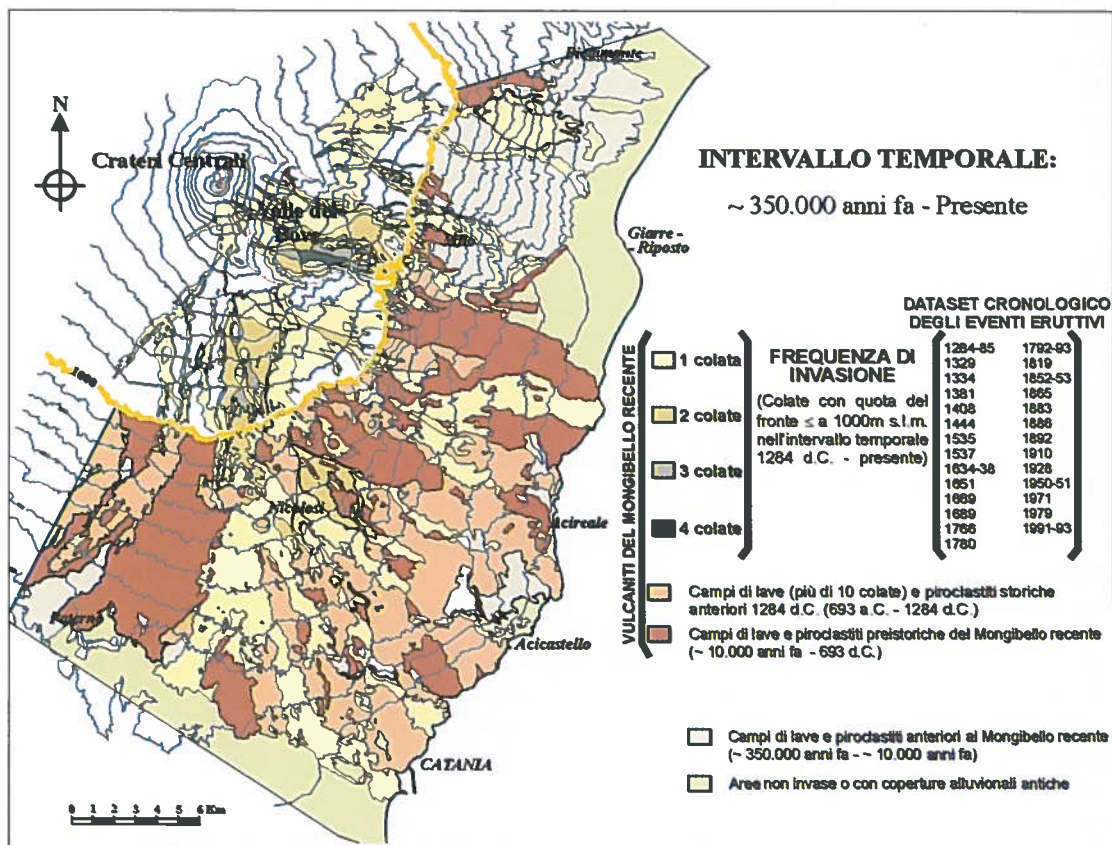 Piedimonte
N
Crateri Centrali
Valle del
Bove
Milo
INTERVALLO TEMPORALE:
~ 350.000 anni fa - Presente
Giarre -
- Riposto
1000
Nicolosi
Acireale
Paternò
Acicastello
CATANIA
0 1 2 3 4 5 6 Km
VULCANITI DEL MONGIBELLO RECENTE
1 colata
2 colate
3 colate
4 colate
FREQUENZA DI
INVASIONE
(Colate con quota del
fronte ≤ a 1000m s.l.m.
nell'intervallo temporale
1284 d.C. - presente)
DATASET CRONOLOGICO
DEGLI EVENTI ERUTTIVI
1284-85 1792-93
1329 1819
1334 1852-53
1381 1865
1408 1883
1444 1886
1535 1892
1537 1910
1634-38 1928
1651 1950-51
1669 1971
1689 1979
1766 1991-93
1780
Campi di lave (più di 10 colate) e piroclastiti storiche
anteriori 1284 d.C. (693 a.C. - 1284 d.C.)
Campi di lave e piroclastiti preistoriche del Mongibello recente
(~ 10.000 anni fa - 693 d.C.)
Campi di lave e piroclastiti anteriori al Mongibello recente
(~ 350.000 anni fa - ~ 10.000 anni fa)
Aree non invase o con coperture alluvionali antiche